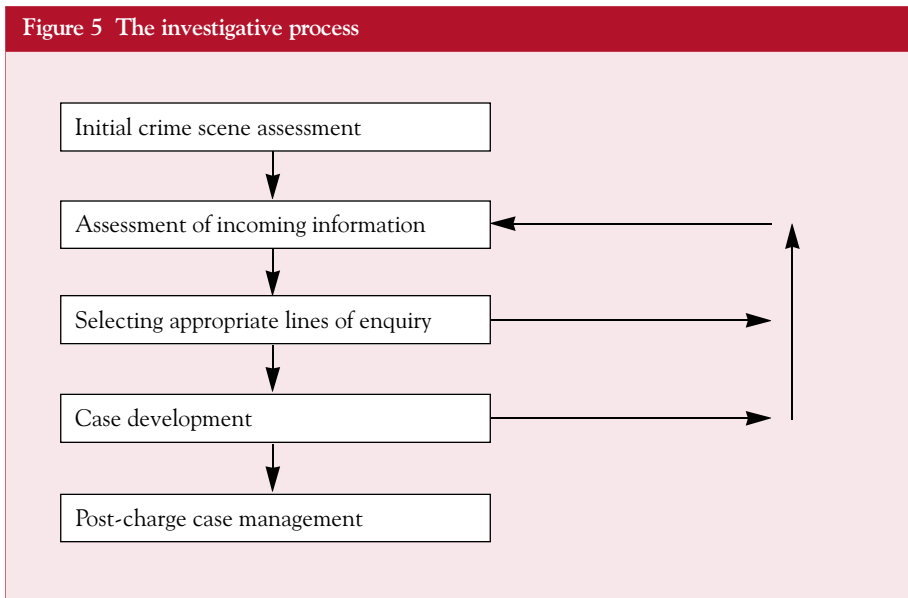 Figure 5 The investigative process
Initial crime scene assessment
Assessment of incoming information
Selecting appropriate lines of enquiry
Case development
Post-charge case management